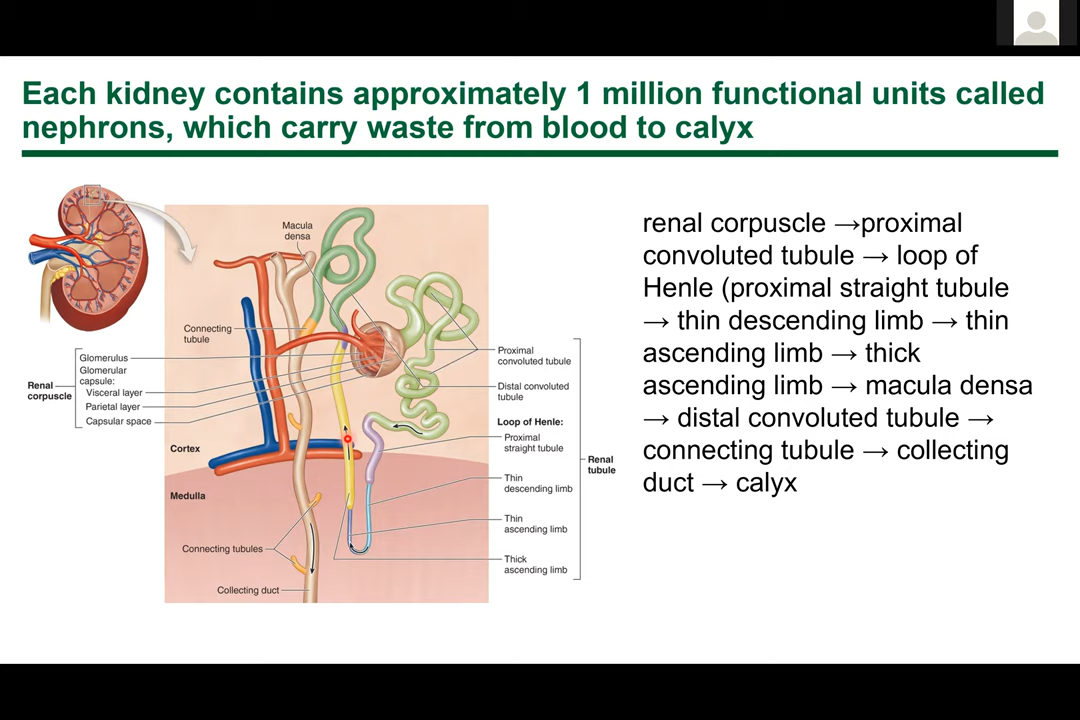 Each kidney contains approximately 1 million functional units called
nephrons, which carry waste from blood to calyx
Macula
densa
Connecting
tubule
Glomerulus
Glomerular
capsule:
Visceral layer
Parietal layer
Capsular space
Renal
corpuscle
Cortex
Medulla
Connecting tubules
Collecting duct
Proximal
convoluted tubule
Distal convoluted
tubule
Loop of Henle:
Proximal
straight tubule
Thin
descending limb
Thin
ascending limb
Thick
ascending limb
Renal
tubule
renal corpuscle →proximal
convoluted tubule → loop of
Henle (proximal straight tubule
→ thin descending limb → thin
ascending limb → thick
ascending limb → macula densa
→ distal convoluted tubule →
connecting tubule → collecting
duct → calyx